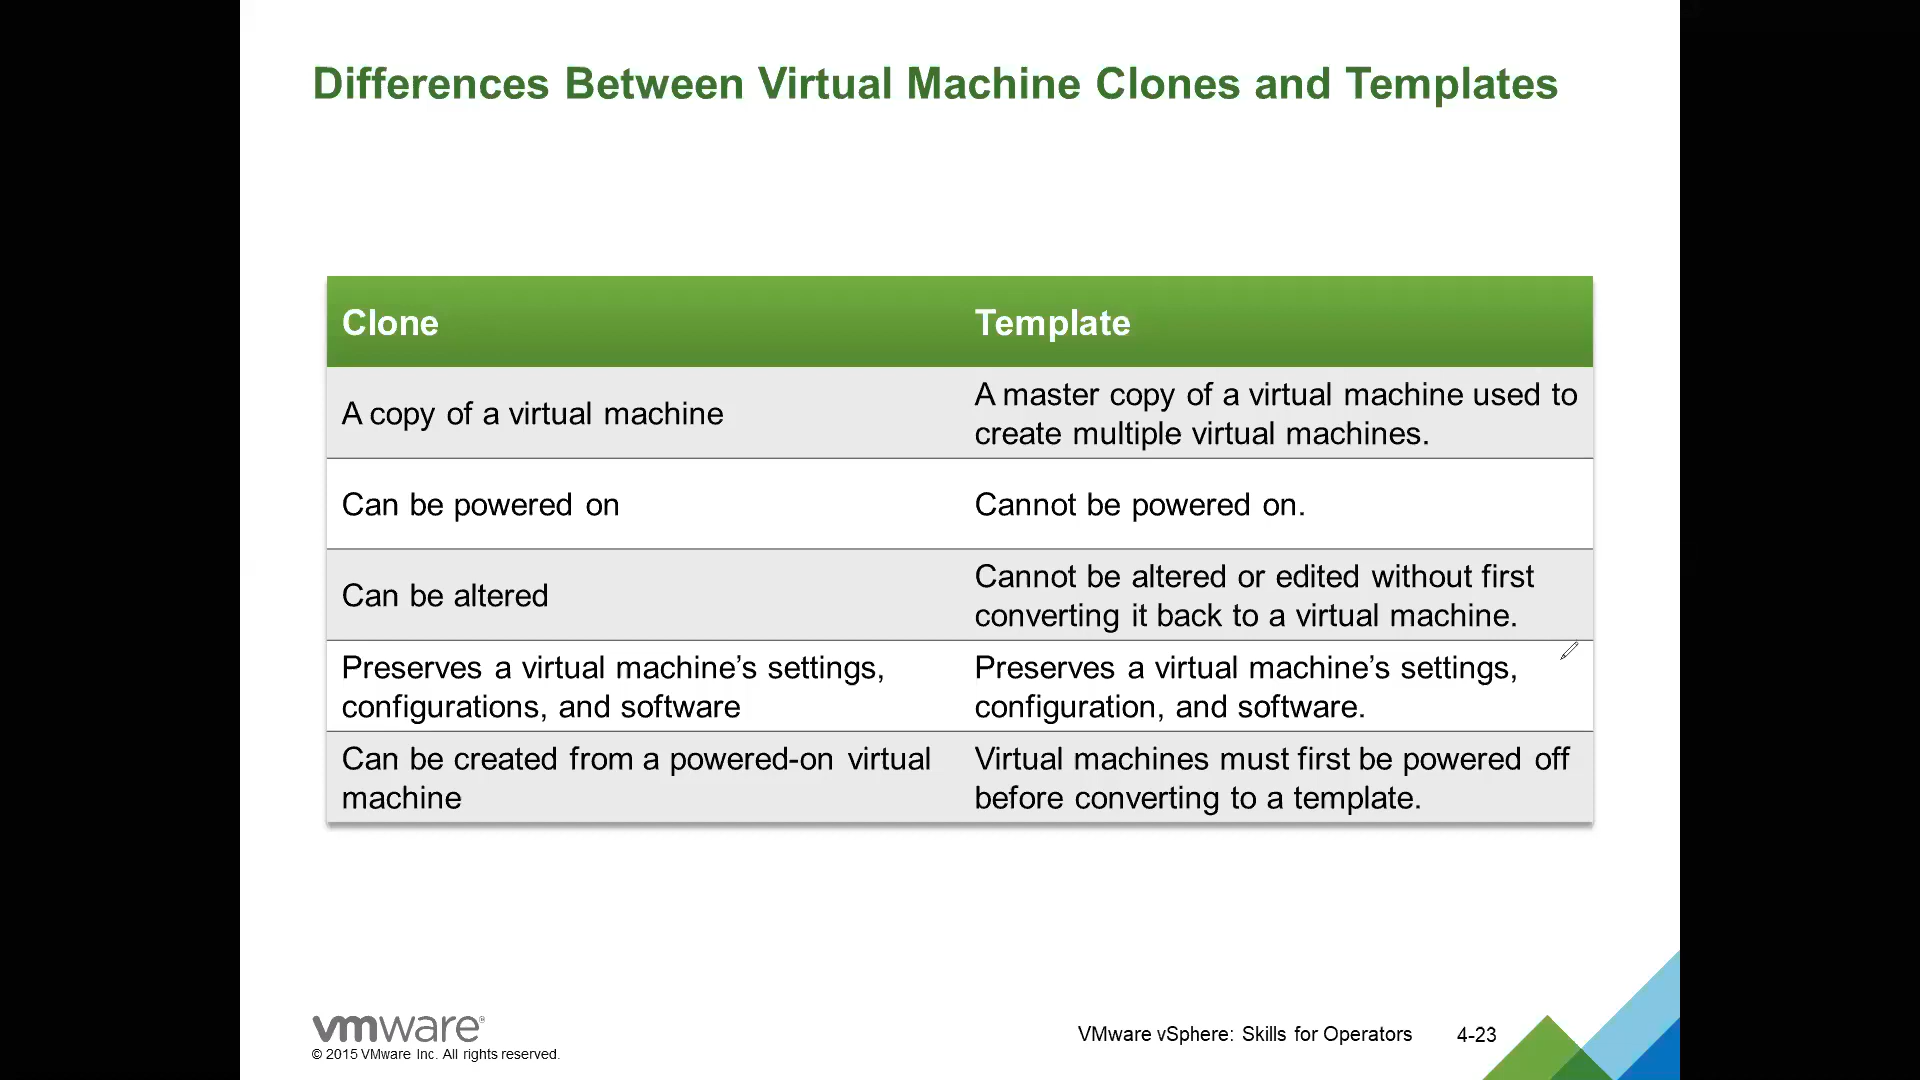 Differences Between Virtual Machine Clones and Templates
Clone
Template
A copy of a virtual machine
A master copy of a virtual machine used to
create multiple virtual machines.
Can be powered on
Cannot be powered on.
Can be altered
Cannot be altered or edited without first
converting it back to a virtual machine.
Preserves a virtual machine’s settings,
configurations, and software
Preserves a virtual machine’s settings,
configuration, and software.
Can be created from a powered-on virtual
machine
Virtual machines must first be powered off
before converting to a template.
vmware®
© 2015 VMware Inc. All rights reserved.
VMware vSphere: Skills for Operators
4-23